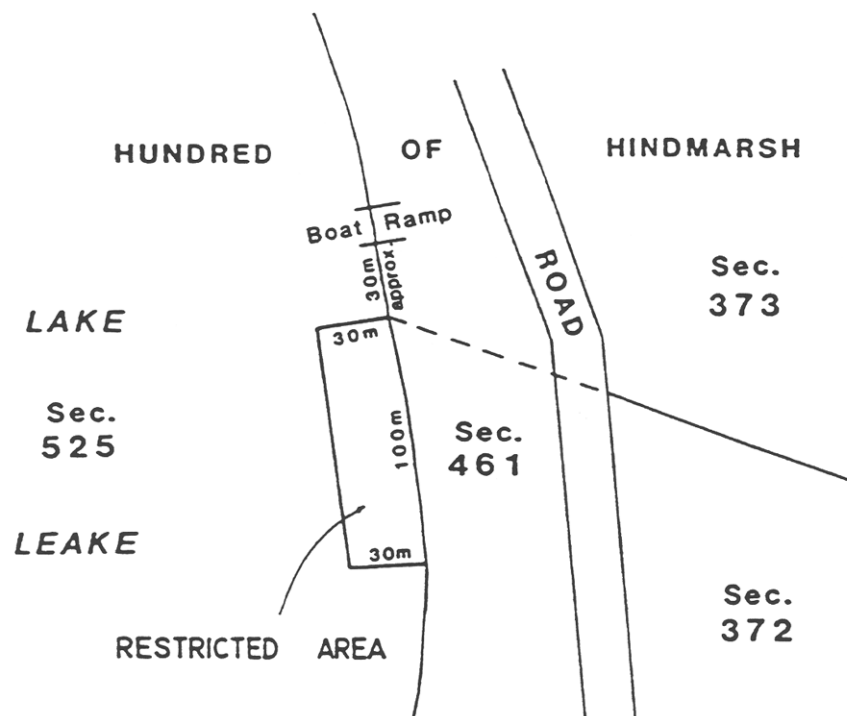 HUNDRED OF HINDMARSH
Boat Ramp
30m
approx.
ROAD
Sec.
373
LAKE
30m
Sec.
525
100m
Sec.
461
LEAKE
30m
Sec.
372
RESTRICTED AREA